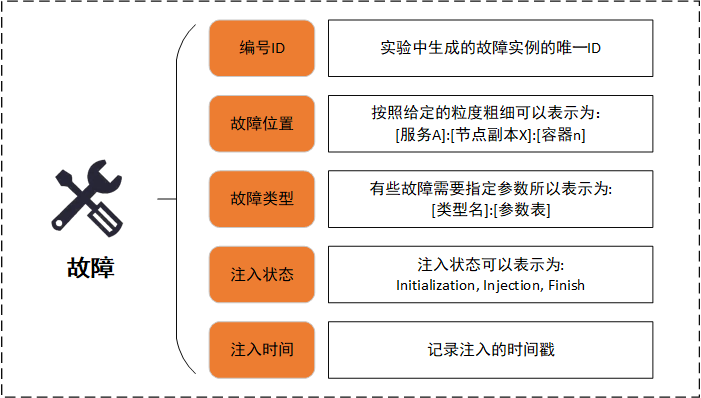 编号ID
实验中生成的故障实例的唯一ID
故障位置
按照给定的粒度粗细可以表示为：
[服务A]:[节点副本X]:[容器n]
故障类型
有些故障需要指定参数所以表示为:
[类型名]:[参数表]
故障
注入状态
注入状态可以表示为:
Initialization, Injection, Finish
注入时间
记录注入的时间戳